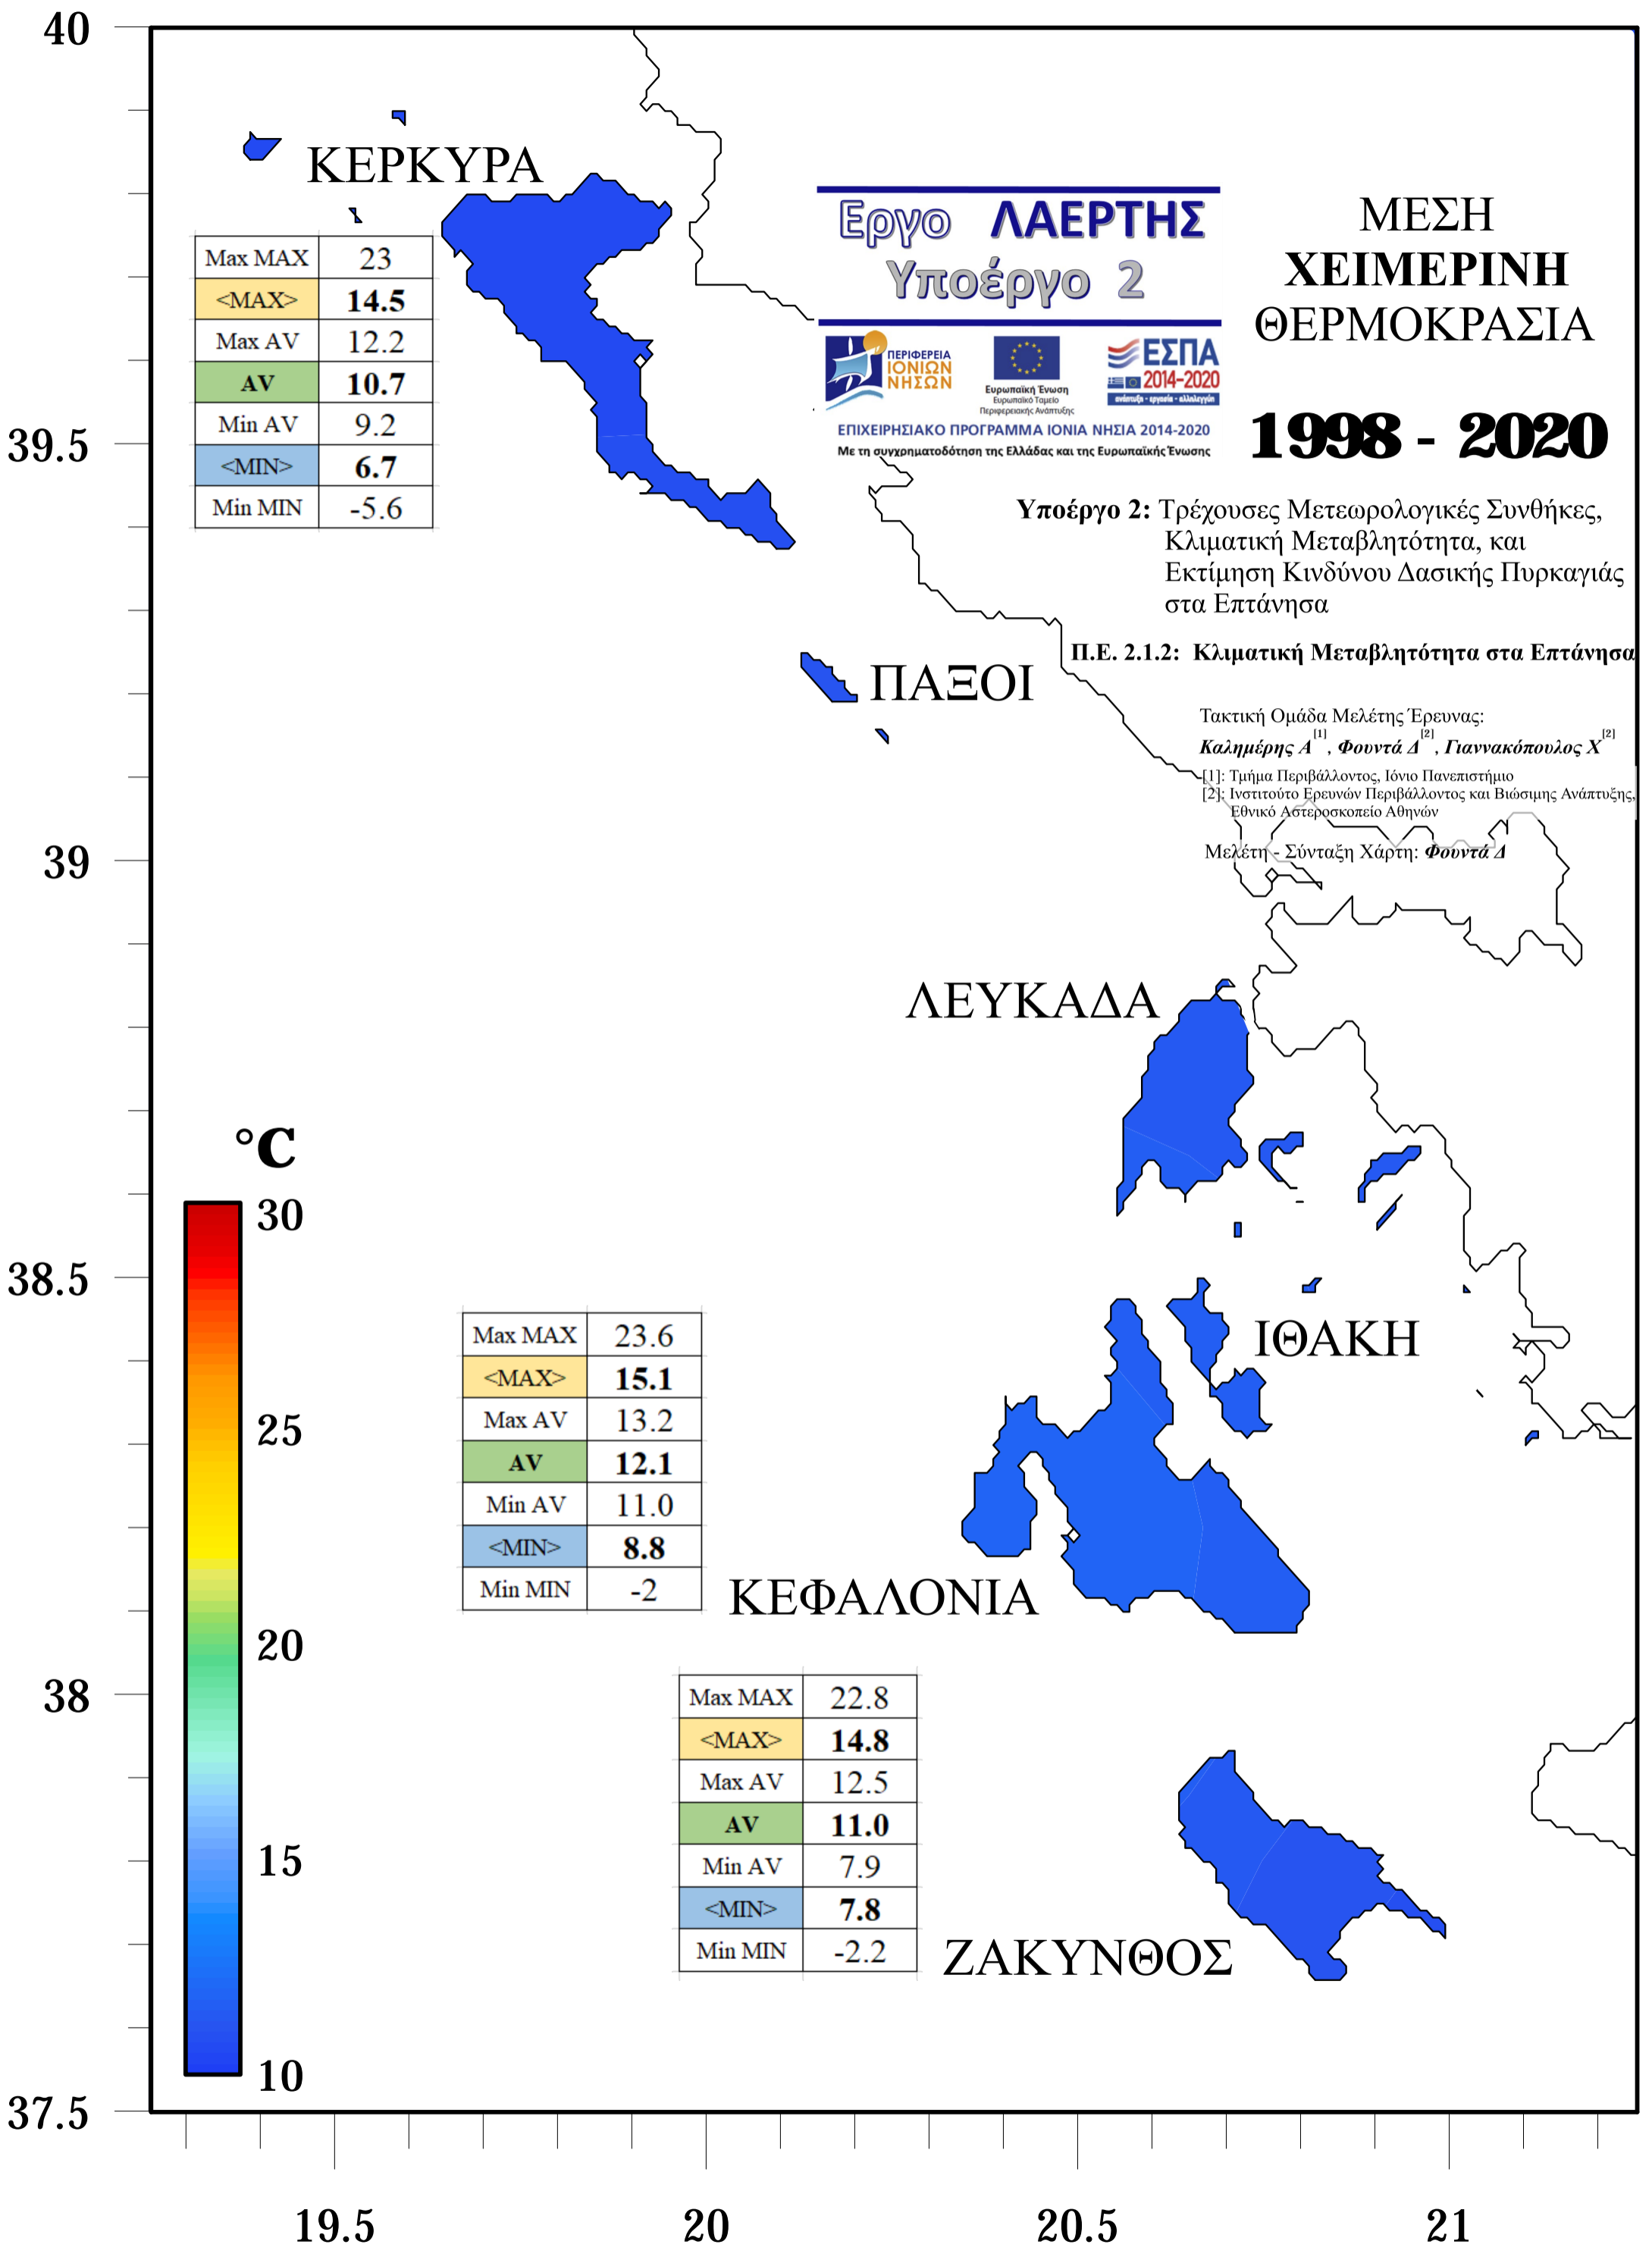 40
39.5
39
38.5
38
37.5
19.5
20
20.5
21
ΚΕΡΚΥΡΑ
Max MAX 23
<MAX> 14.5
Max AV 12.2
AV 10.7
Min AV 9.2
<MIN> 6.7
Min MIN -5.6
Εργο ΛΑΕΡΤΗΣ
Υποέργο 2
ΠΕΡΙΦΕΡΕΙΑ
ΙΟΝΙΩΝ
ΝΗΣΩΝ
Ευρωπαϊκή Ένωση
Ευρωπαϊκό Ταμείο
Περιφερειακής Ανάπτυξης
ΕΣΠΑ
2014-2020
ανάπτυξη - εργασία - αλληλεγγύη
ΕΠΙΧΕΙΡΗΣΙΑΚΟ ΠΡΟΓΡΑΜΜΑ ΙΟΝΙΑ ΝΗΣΙΑ 2014-2020
Με τη συγχρηματοδότηση της Ελλάδας και της Ευρωπαϊκής Ένωσης
ΜΕΣΗ
ΧΕΙΜΕΡΙΝΗ
ΘΕΡΜΟΚΡΑΣΙΑ
1998 - 2020
Υποέργο 2: Τρέχουσες Μετεωρολογικές Συνθήκες,
Κλιματική Μεταβλητότητα, και
Εκτίμηση Κινδύνου Δασικής Πυρκαγιάς
στα Επτάνησα
Π.Ε. 2.1.2: Κλιματική Μεταβλητότητα στα Επτάνησα
Τακτική Ομάδα Μελέτης Έρευνας:
Καλημέρης Α[1], Φουντά Δ[2], Γιαννακόπουλος Χ[2]
[1]: Τμήμα Περιβάλλοντος, Ιόνιο Πανεπιστήμιο
[2]: Ινστιτούτο Ερευνών Περιβάλλοντος και Βιώσιμης Ανάπτυξης,
Εθνικό Αστεροσκοπείο Αθηνών
Μελέτη - Σύνταξη Χάρτη: Φουντά Δ
ΠΑΞΟΙ
ΛΕΥΚΑΔΑ
°C
30
25
20
15
10
ΙΘΑΚΗ
Max MAX 23.6
<MAX> 15.1
Max AV 13.2
AV 12.1
Min AV 11.0
<MIN> 8.8
Min MIN -2
ΚΕΦΑΛΟΝΙΑ
Max MAX 22.8
<MAX> 14.8
Max AV 12.5
AV 11.0
Min AV 7.9
<MIN> 7.8
Min MIN -2.2
ΖΑΚΥΝΘΟΣ